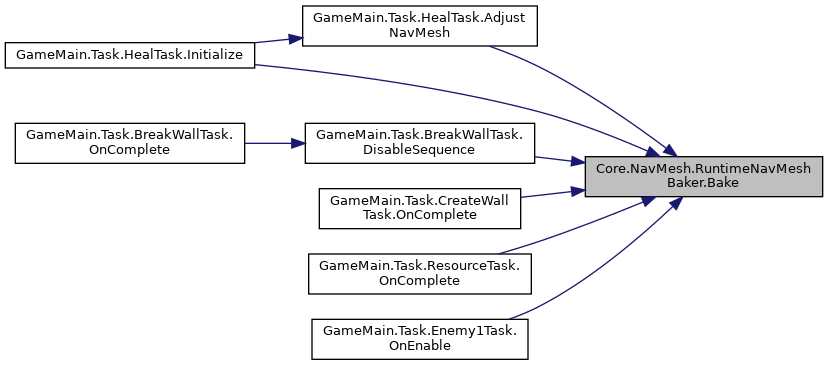 GameMain.Task.HealTask.Adjust
NavMesh
GameMain.Task.HealTask.Initialize
GameMain.Task.BreakWallTask.
OnComplete
GameMain.Task.BreakWallTask.
DisableSequence
Core.NavMesh.RuntimeNavMesh
Baker.Bake
GameMain.Task.CreateWall
Task.OnComplete
GameMain.Task.ResourceTask.
OnComplete
GameMain.Task.Enemy1Task.
OnEnable